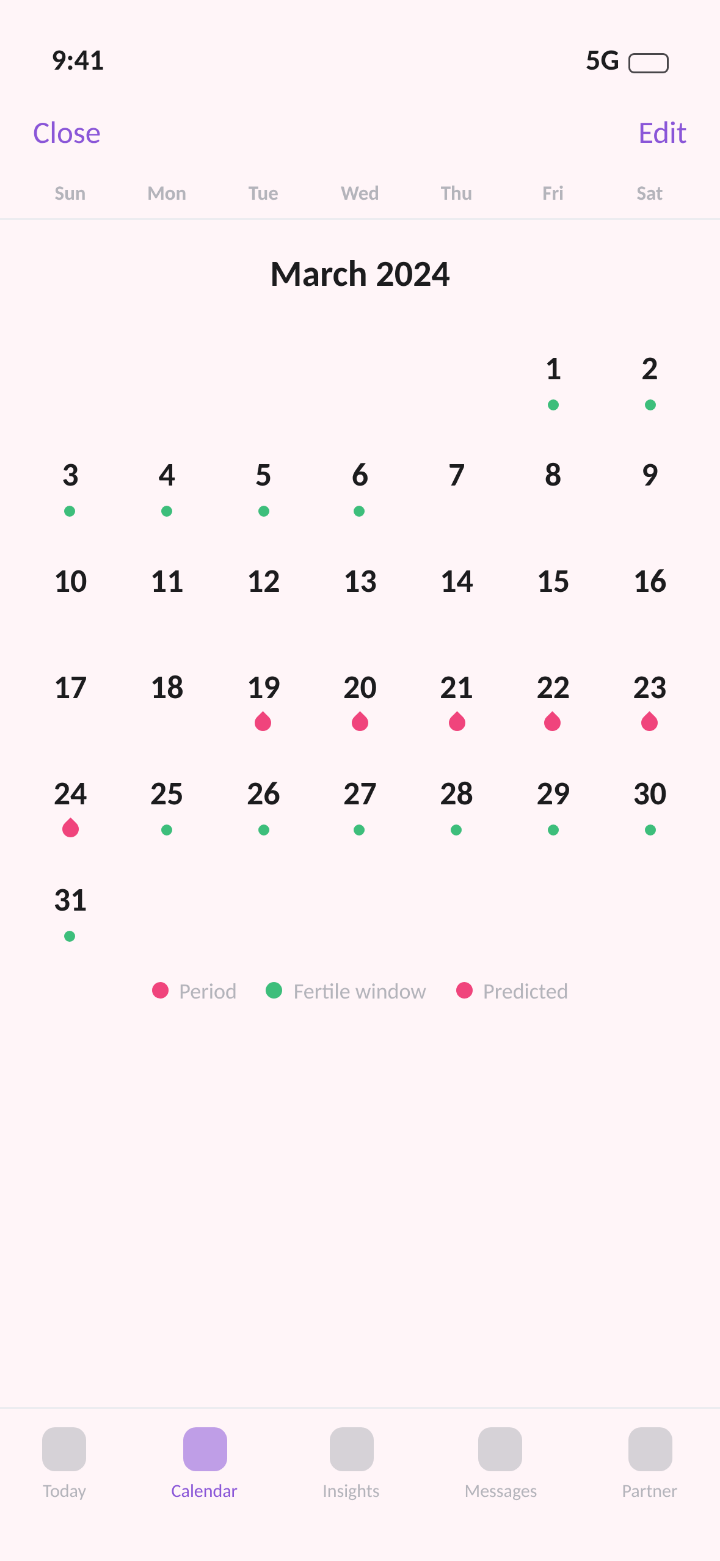 9:41 5G
Close Edit
Sun Mon Tue Wed Thu Fri Sat
March 2024
1 2
3 4 5 6 7 8 9
10 11 12 13 14 15 16
17 18 19 20 21 22 23
24 25 26 27 28 29 30
31
Period Fertile window Predicted
Today Calendar Insights Messages Partner